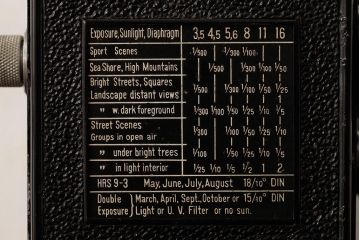 Exposure, Sunlight, Diaphragm 3,5 4,5 5,6 8 11 16
Sport Scenes 1/500 1/300 1/100
Sea Shore, High Mountains 1/500
Bright Streets, Squares
Landscape distant views 1/500 1/300 1/100 1/50 1/25
" w. dark foreground 1/300 1/100 1/50 1/25 1/10 1/5
Street Scenes
Groups in open air 1/300 1/100 1/50 1/25 1/10
" under bright trees 1/100 1/50 1/25 1/10 1/5
" in light interior 1/25 1/10 1/5 1/2 1 2
HRS 9-3 May, June, July, August 18/10° DIN
Double } March, April, Sept., October or 15/10° DIN
Exposure } Light or U. V. Filter or no sun.